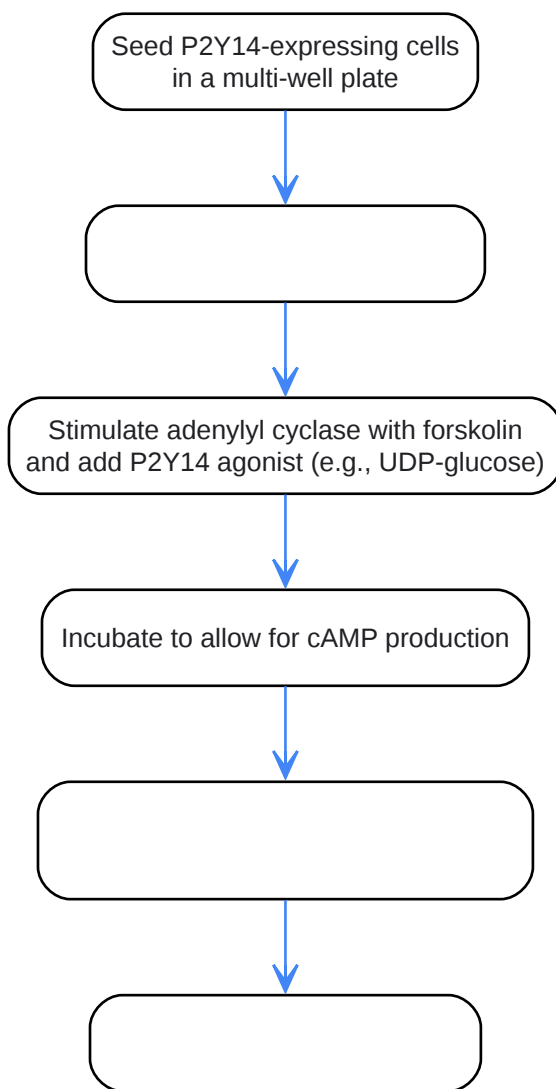 Seed P2Y14-expressing cells
in a multi-well plate
Stimulate adenylyl cyclase with forskolin
and add P2Y14 agonist (e.g., UDP-glucose)
Incubate to allow for cAMP production